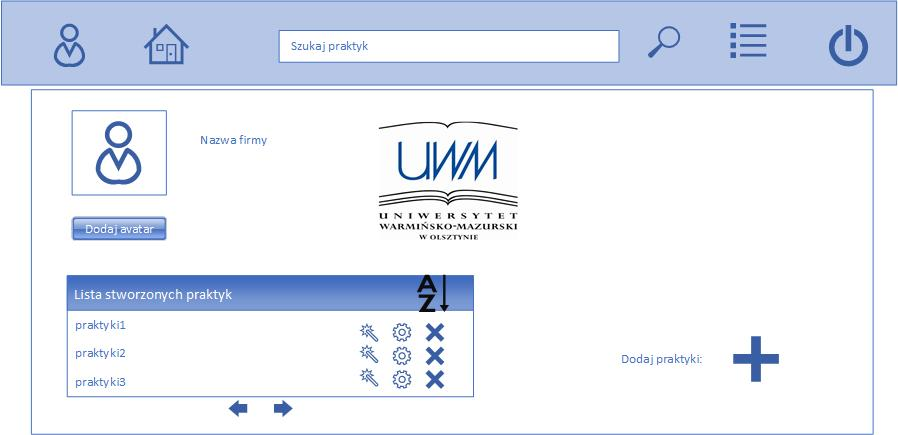 Szukaj praktyk
Nazwa firmy
UWM
UNIWERSYTET
WARMIŃSKO-MAZURSKI
W OLSZTYNIE
Dodaj avatar
Lista stworzonych praktyk
A
Z
praktyki1
praktyki2
praktyki3
Dodaj praktyki: